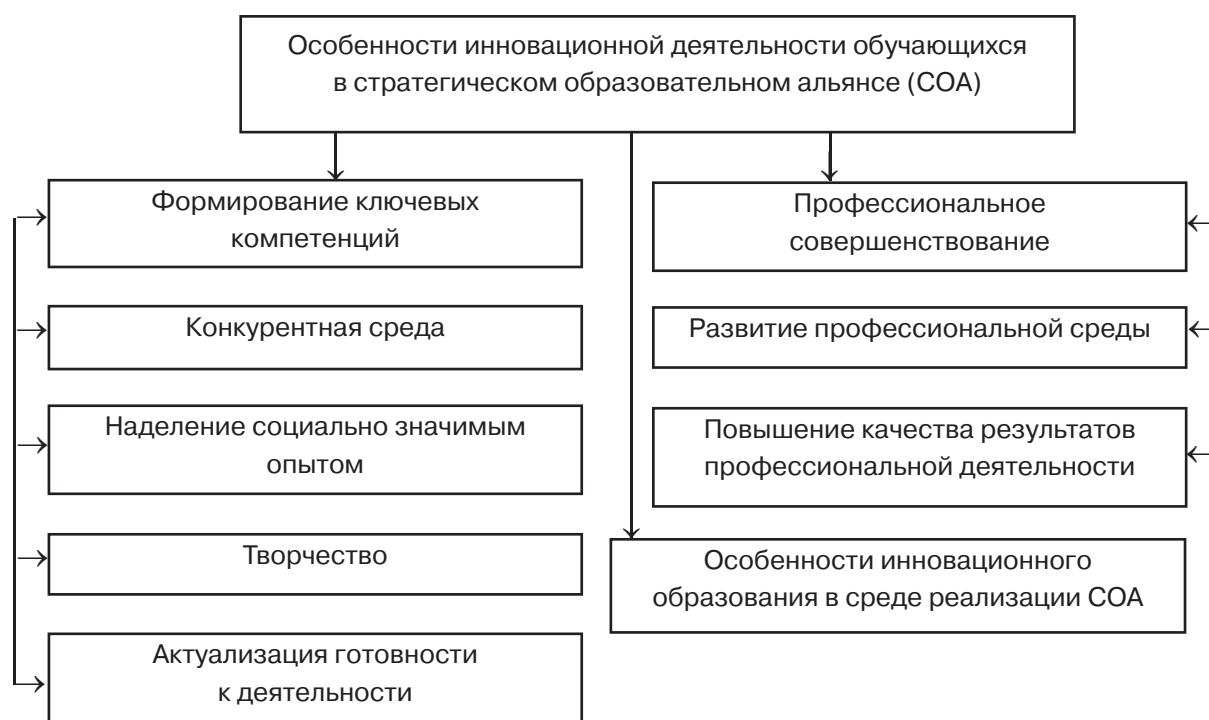 Особенности инновационной деятельности обучающихся
в стратегическом образовательном альянсе (СОА)
Формирование ключевых
компетенций
Конкурентная среда
Наделение социально значимым
опытом
Творчество
Актуализация готовности
к деятельности
Профессиональное
совершенствование
Развитие профессиональной среды
Повышение качества результатов
профессиональной деятельности
Особенности инновационного
образования в среде реализации СОА